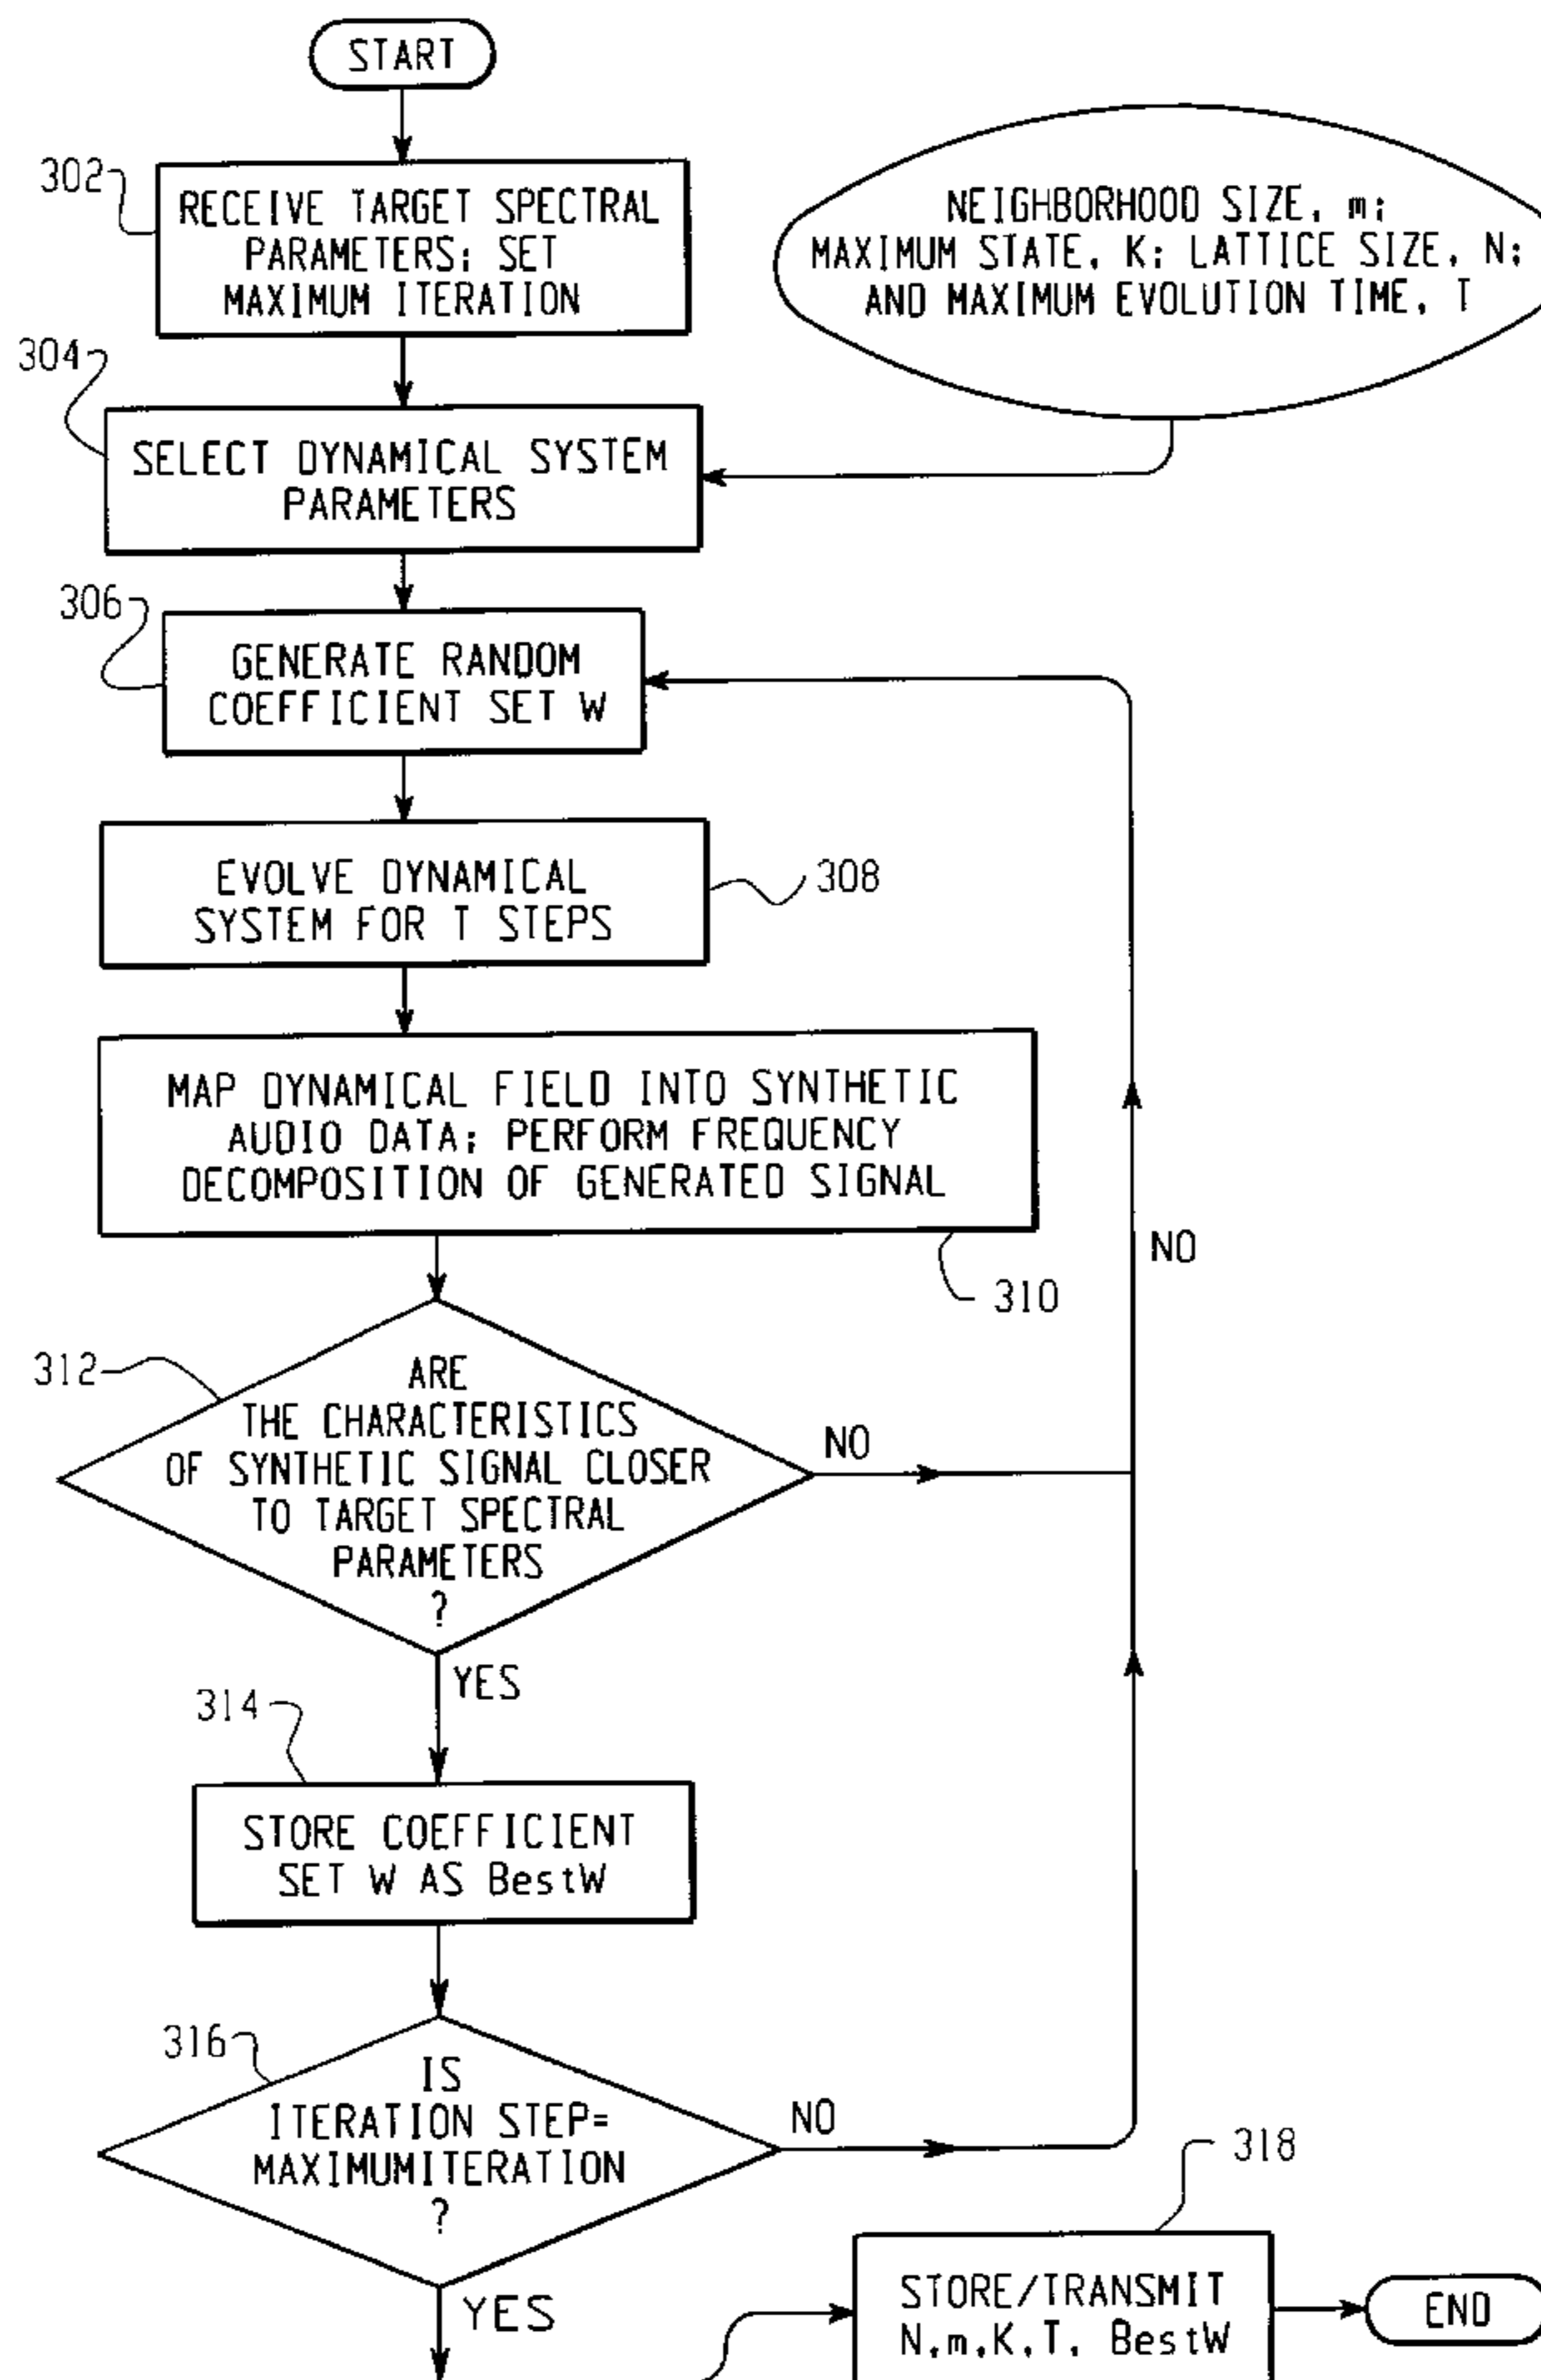 START
302
RECEIVE TARGET SPECTRAL
PARAMETERS; SET
MAXIMUM ITERATION
NEIGHBORHOOD SIZE, m;
MAXIMUM STATE, K; LATTICE SIZE, N;
AND MAXIMUM EVOLUTION TIME, T
304
SELECT DYNAMICAL SYSTEM
PARAMETERS
306
GENERATE RANDOM
COEFFICIENT SET W
EVOLVE DYNAMICAL
SYSTEM FOR T STEPS
308
MAP DYNAMICAL FIELD INTO SYNTHETIC
AUDIO DATA; PERFORM FREQUENCY
DECOMPOSITION OF GENERATED SIGNAL
NO
310
312
ARE
THE CHARACTERISTICS
OF SYNTHETIC SIGNAL CLOSER
TO TARGET SPECTRAL
PARAMETERS
?
NO
YES
314
STORE COEFFICIENT
SET W AS BestW
316
IS
ITERATION STEP=
MAXIMUMITERATION
?
NO
YES
318
STORE/TRANSMIT
N,m,K,T, BestW
END